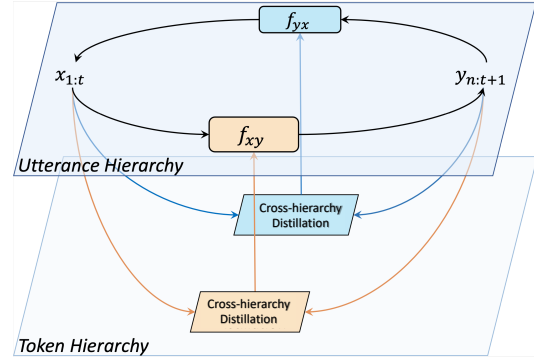 f_{yx}
x_{1:t}
y_{n:t+1}
f_{xy}
Utterance Hierarchy
Cross-hierarchy
Distillation
Cross-hierarchy
Distillation
Token Hierarchy